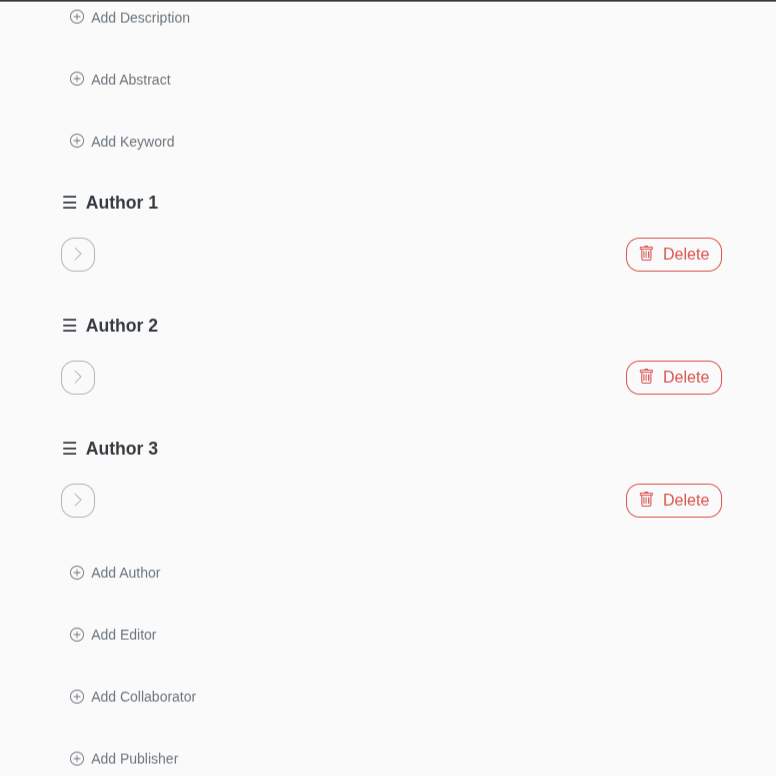 Add Description
Add Abstract
Add Keyword
Author 1
Delete
Author 2
Delete
Author 3
Delete
Add Author
Add Editor
Add Collaborator
Add Publisher